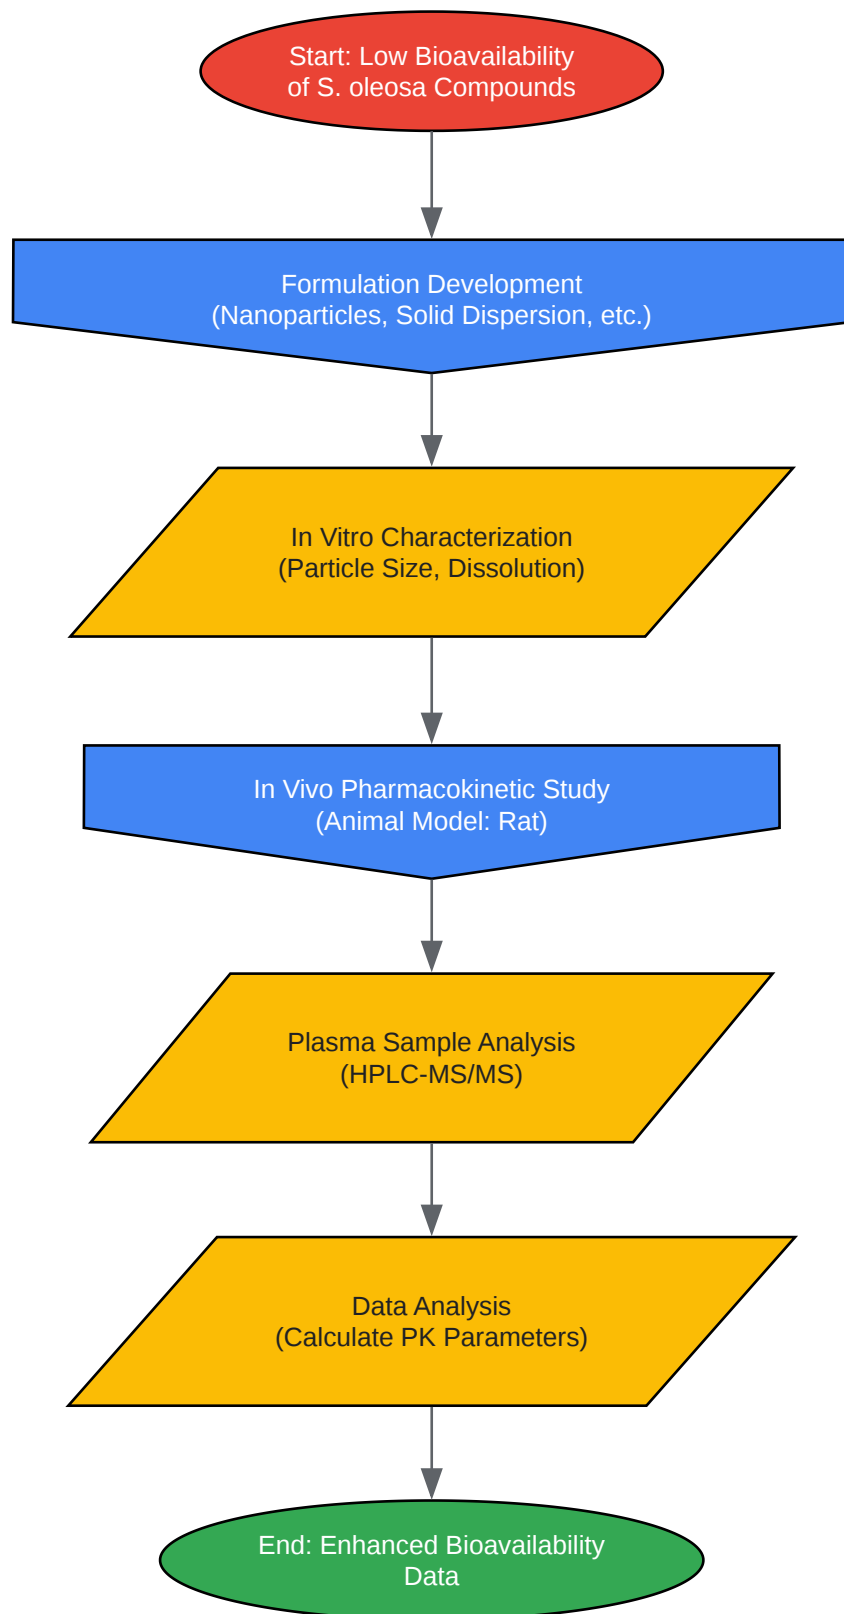 Start: Low Bioavailability
of S. oleosa Compounds
Formulation Development
(Nanoparticles, Solid Dispersion, etc.)
In Vitro Characterization
(Particle Size, Dissolution)
In Vivo Pharmacokinetic Study
(Animal Model: Rat)
Plasma Sample Analysis
(HPLC-MS/MS)
Data Analysis
(Calculate PK Parameters)
End: Enhanced Bioavailability
Data